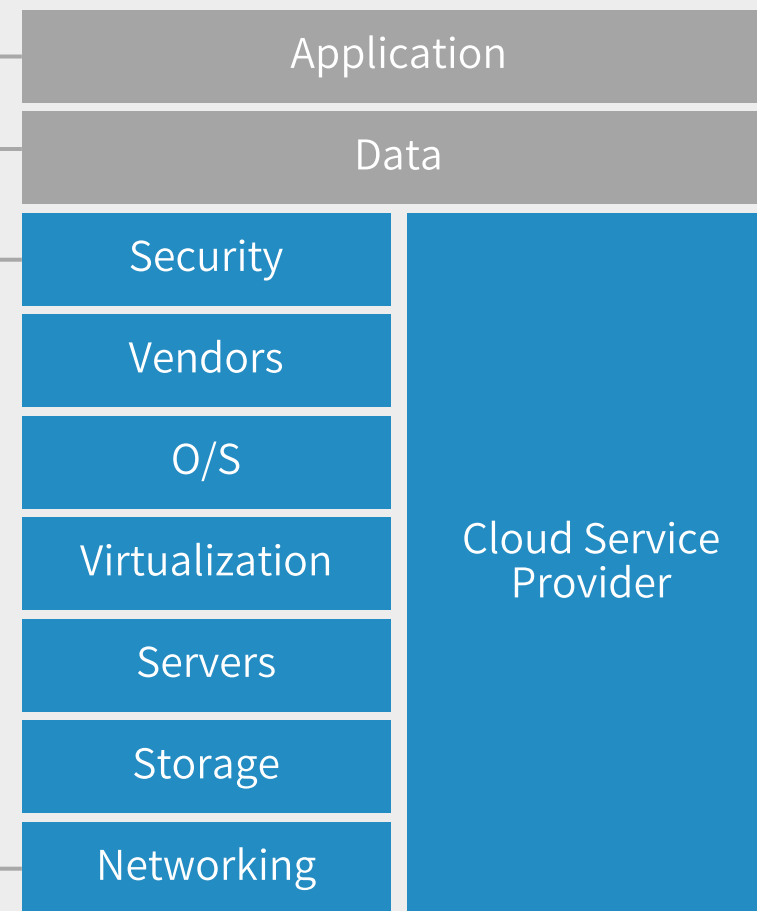 Application
Data
Security
Vendors
O/S
Virtualization
Servers
Storage
Networking
Cloud Service
Provider